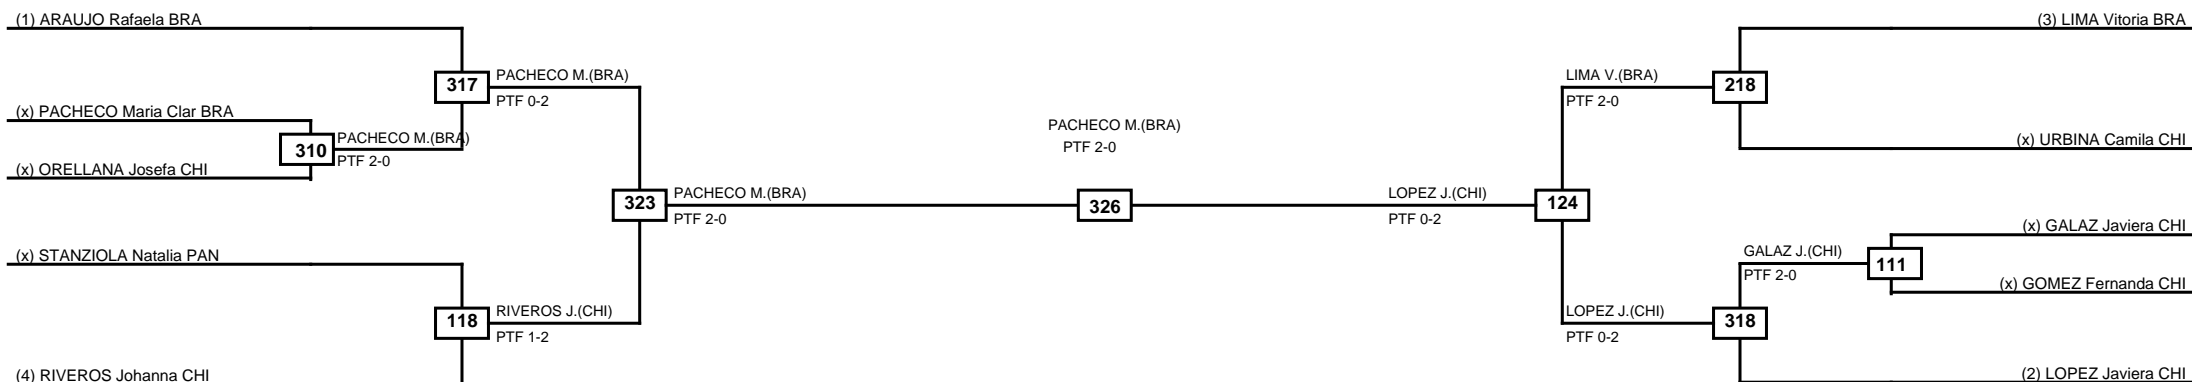 (1) ARAUJO Rafaela BRA
(3) LIMA Vitoria BRA
317
PACHECO M.(BRA)
PTF 0-2
LIMA V.(BRA)
PTF 2-0
218
(x) PACHECO Maria Clar BRA
310
PACHECO M.(BRA)
PTF 2-0
PACHECO M.(BRA)
PTF 2-0
(x) URBINA Camila CHI
(x) ORELLANA Josefa CHI
323
PACHECO M.(BRA)
PTF 2-0
326
LOPEZ J.(CHI)
PTF 0-2
124
(x) STANZIOLA Natalia PAN
(x) GALAZ Javiera CHI
GALAZ J.(CHI)
PTF 2-0
111
(x) GOMEZ Fernanda CHI
118
RIVEROS J.(CHI)
PTF 1-2
LOPEZ J.(CHI)
PTF 0-2
318
(4) RIVEROS Johanna CHI
(2) LOPEZ Javiera CHI